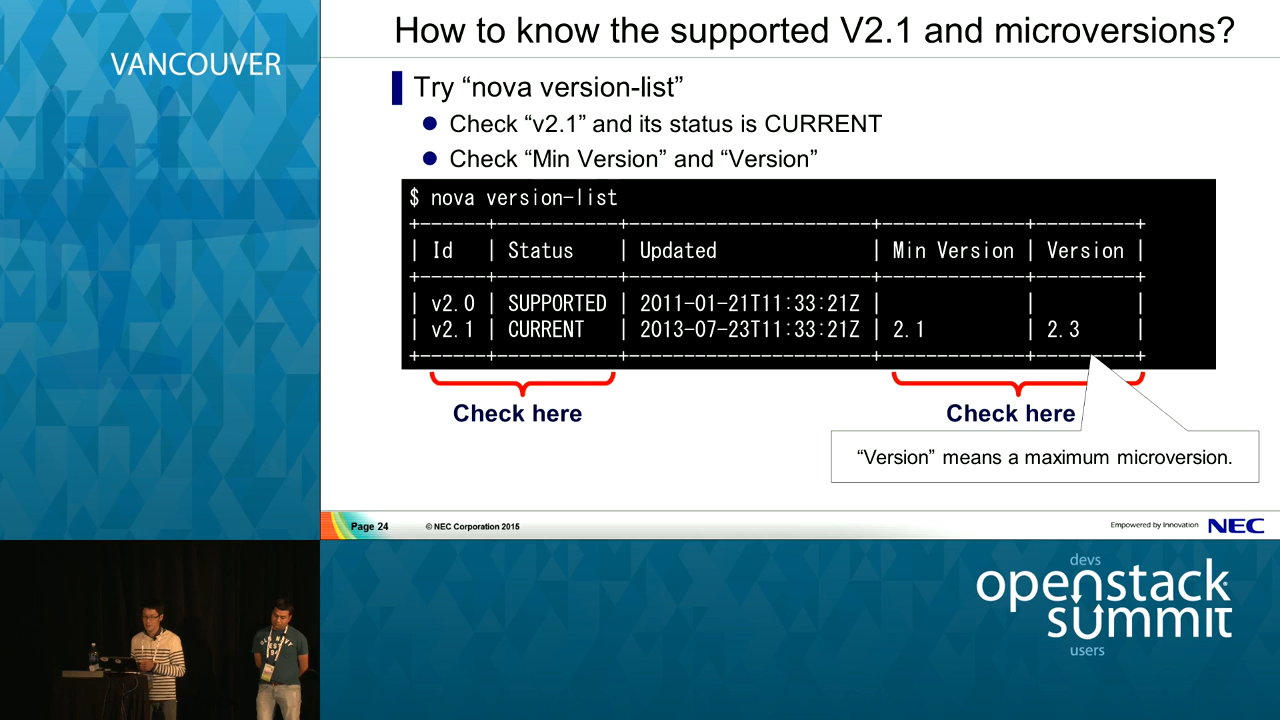 VANCOUVER
How to know the supported V2.1 and microversions?
Try “nova version-list”
● Check “v2.1” and its status is CURRENT
● Check “Min Version” and “Version”
$ nova version-list
+------+-----------+----------------------+-------------+---------+
| Id | Status | Updated | Min Version | Version |
+------+-----------+----------------------+-------------+---------+
| v2.0 | SUPPORTED | 2011-01-21T11:33:21Z | | |
| v2.1 | CURRENT | 2013-07-23T11:33:21Z | 2.1 | 2.3 |
+------+-----------+----------------------+-------------+---------+
Check here
Check here
“Version” means a maximum microversion.
Page 24
© NEC Corporation 2015
Empowered by Innovation NEC
devs
openstack
summit
users
OLD NAVY